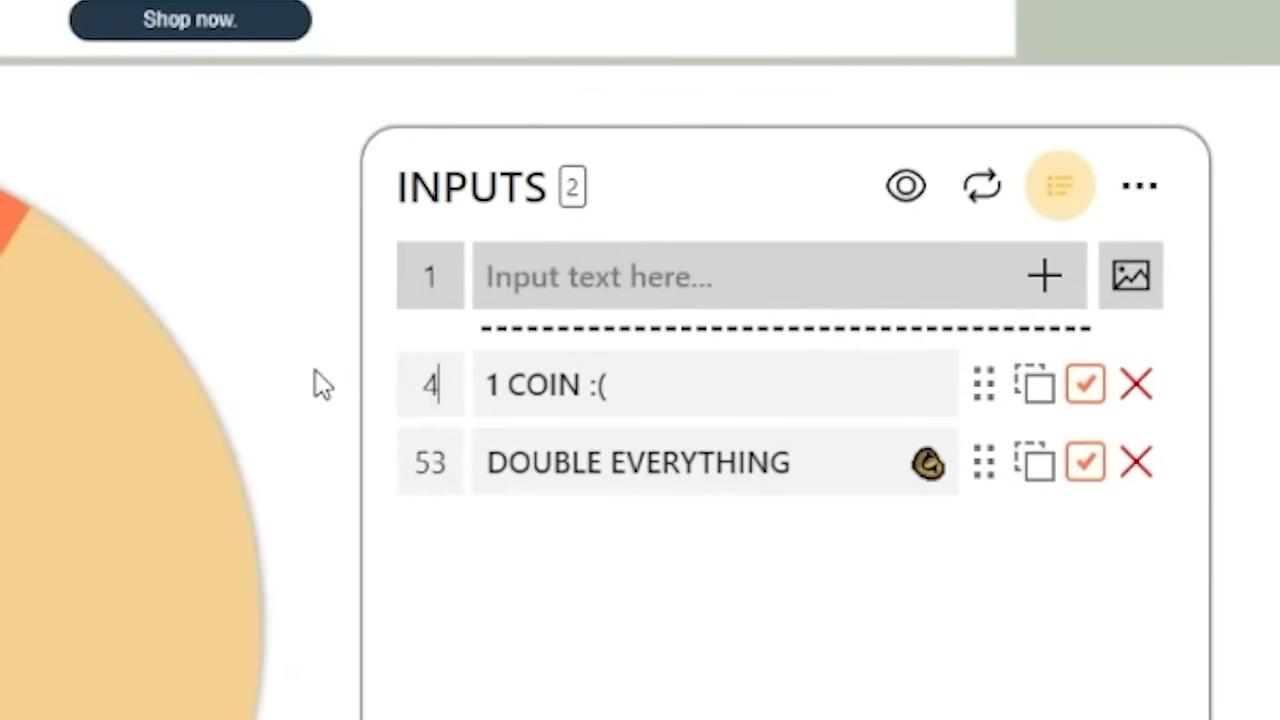 Shop now.
INPUTS 2
1 Input text here...
4 1 COIN :(
53 DOUBLE EVERYTHING